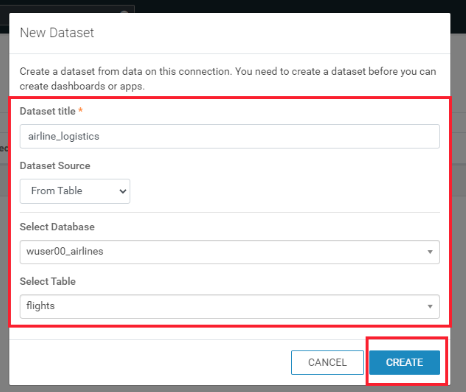 New Dataset
Create a dataset from data on this connection. You need to create a dataset before you can
create dashboards or apps.
Dataset title *
airline_logistics
Dataset Source
From Table
Select Database
wuser00_airlines
Select Table
flights
CANCEL
CREATE